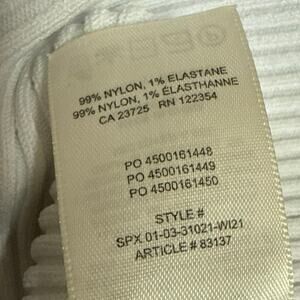 99% NYLON, 1% ELASTANE
99% NYLON, 1% ÉLASTHANNE
CA 23725 RN 122354
PO 4500161448
PO 4500161449
PO 4500161450
STYLE #
SPX 01-03-31021-WI21
ARTICLE # 83137